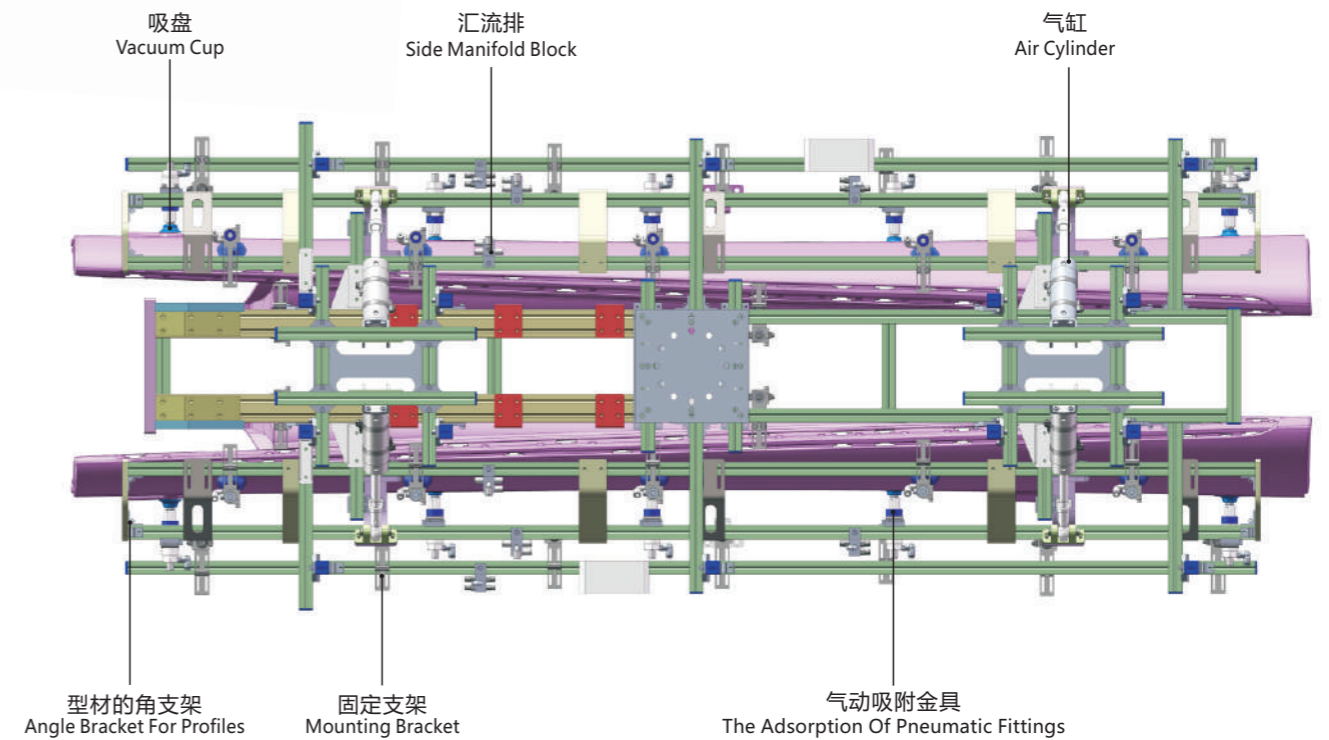 吸盘
Vacuum Cup
汇流排
Side Manifold Block
气缸
Air Cylinder
型材的角支架
Angle Bracket For Profiles
固定支架
Mounting Bracket
气动吸附金具
The Adsorption Of Pneumatic Fittings